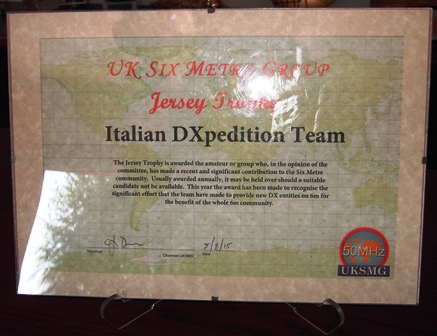 UK SIX METRE GROUP
Jersey Trophy
Italian DXpedition Team
The Jersey Trophy is awarded the amateur or group who, in the opinion of the
committee, has made a recent and significant contribution to the Six Metre
community. Usually awarded annually, it may be held over should a suitable
candidate not be available. This year the award has been made to recognise the
significant effort that the team have made to provide new DX entities on 6m for
the benefit of the whole 6m community.
Chairman UKSMG
Date
50MHz
UKSMG